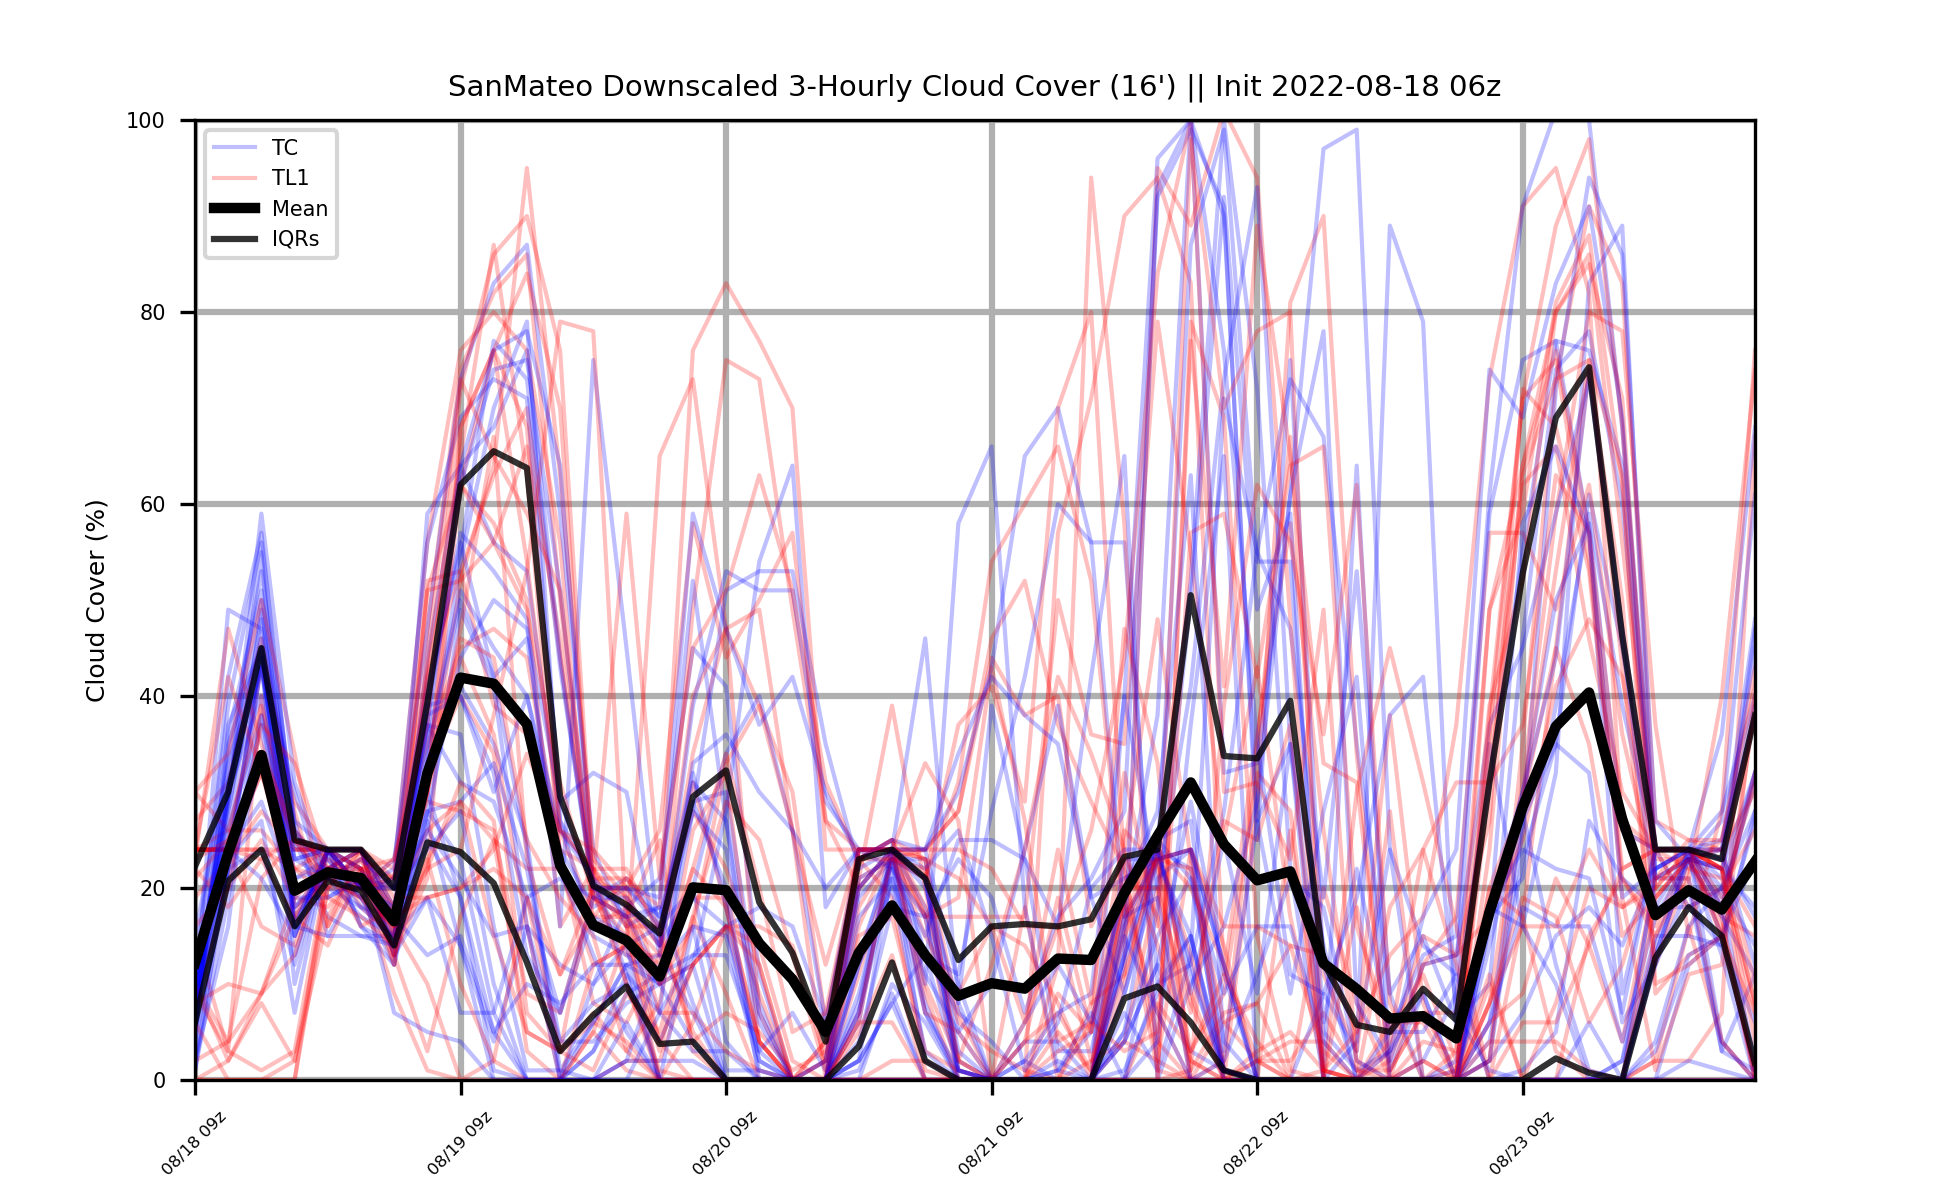 SanMateo Downscaled 3-Hourly Cloud Cover (16') || Init 2022-08-18 06z
TC
TL1
Mean
IQRs
Cloud Cover (%)
100
80
60
40
20
0
08/18 09z
08/19 09z
08/20 09z
08/21 09z
08/22 09z
08/23 09z